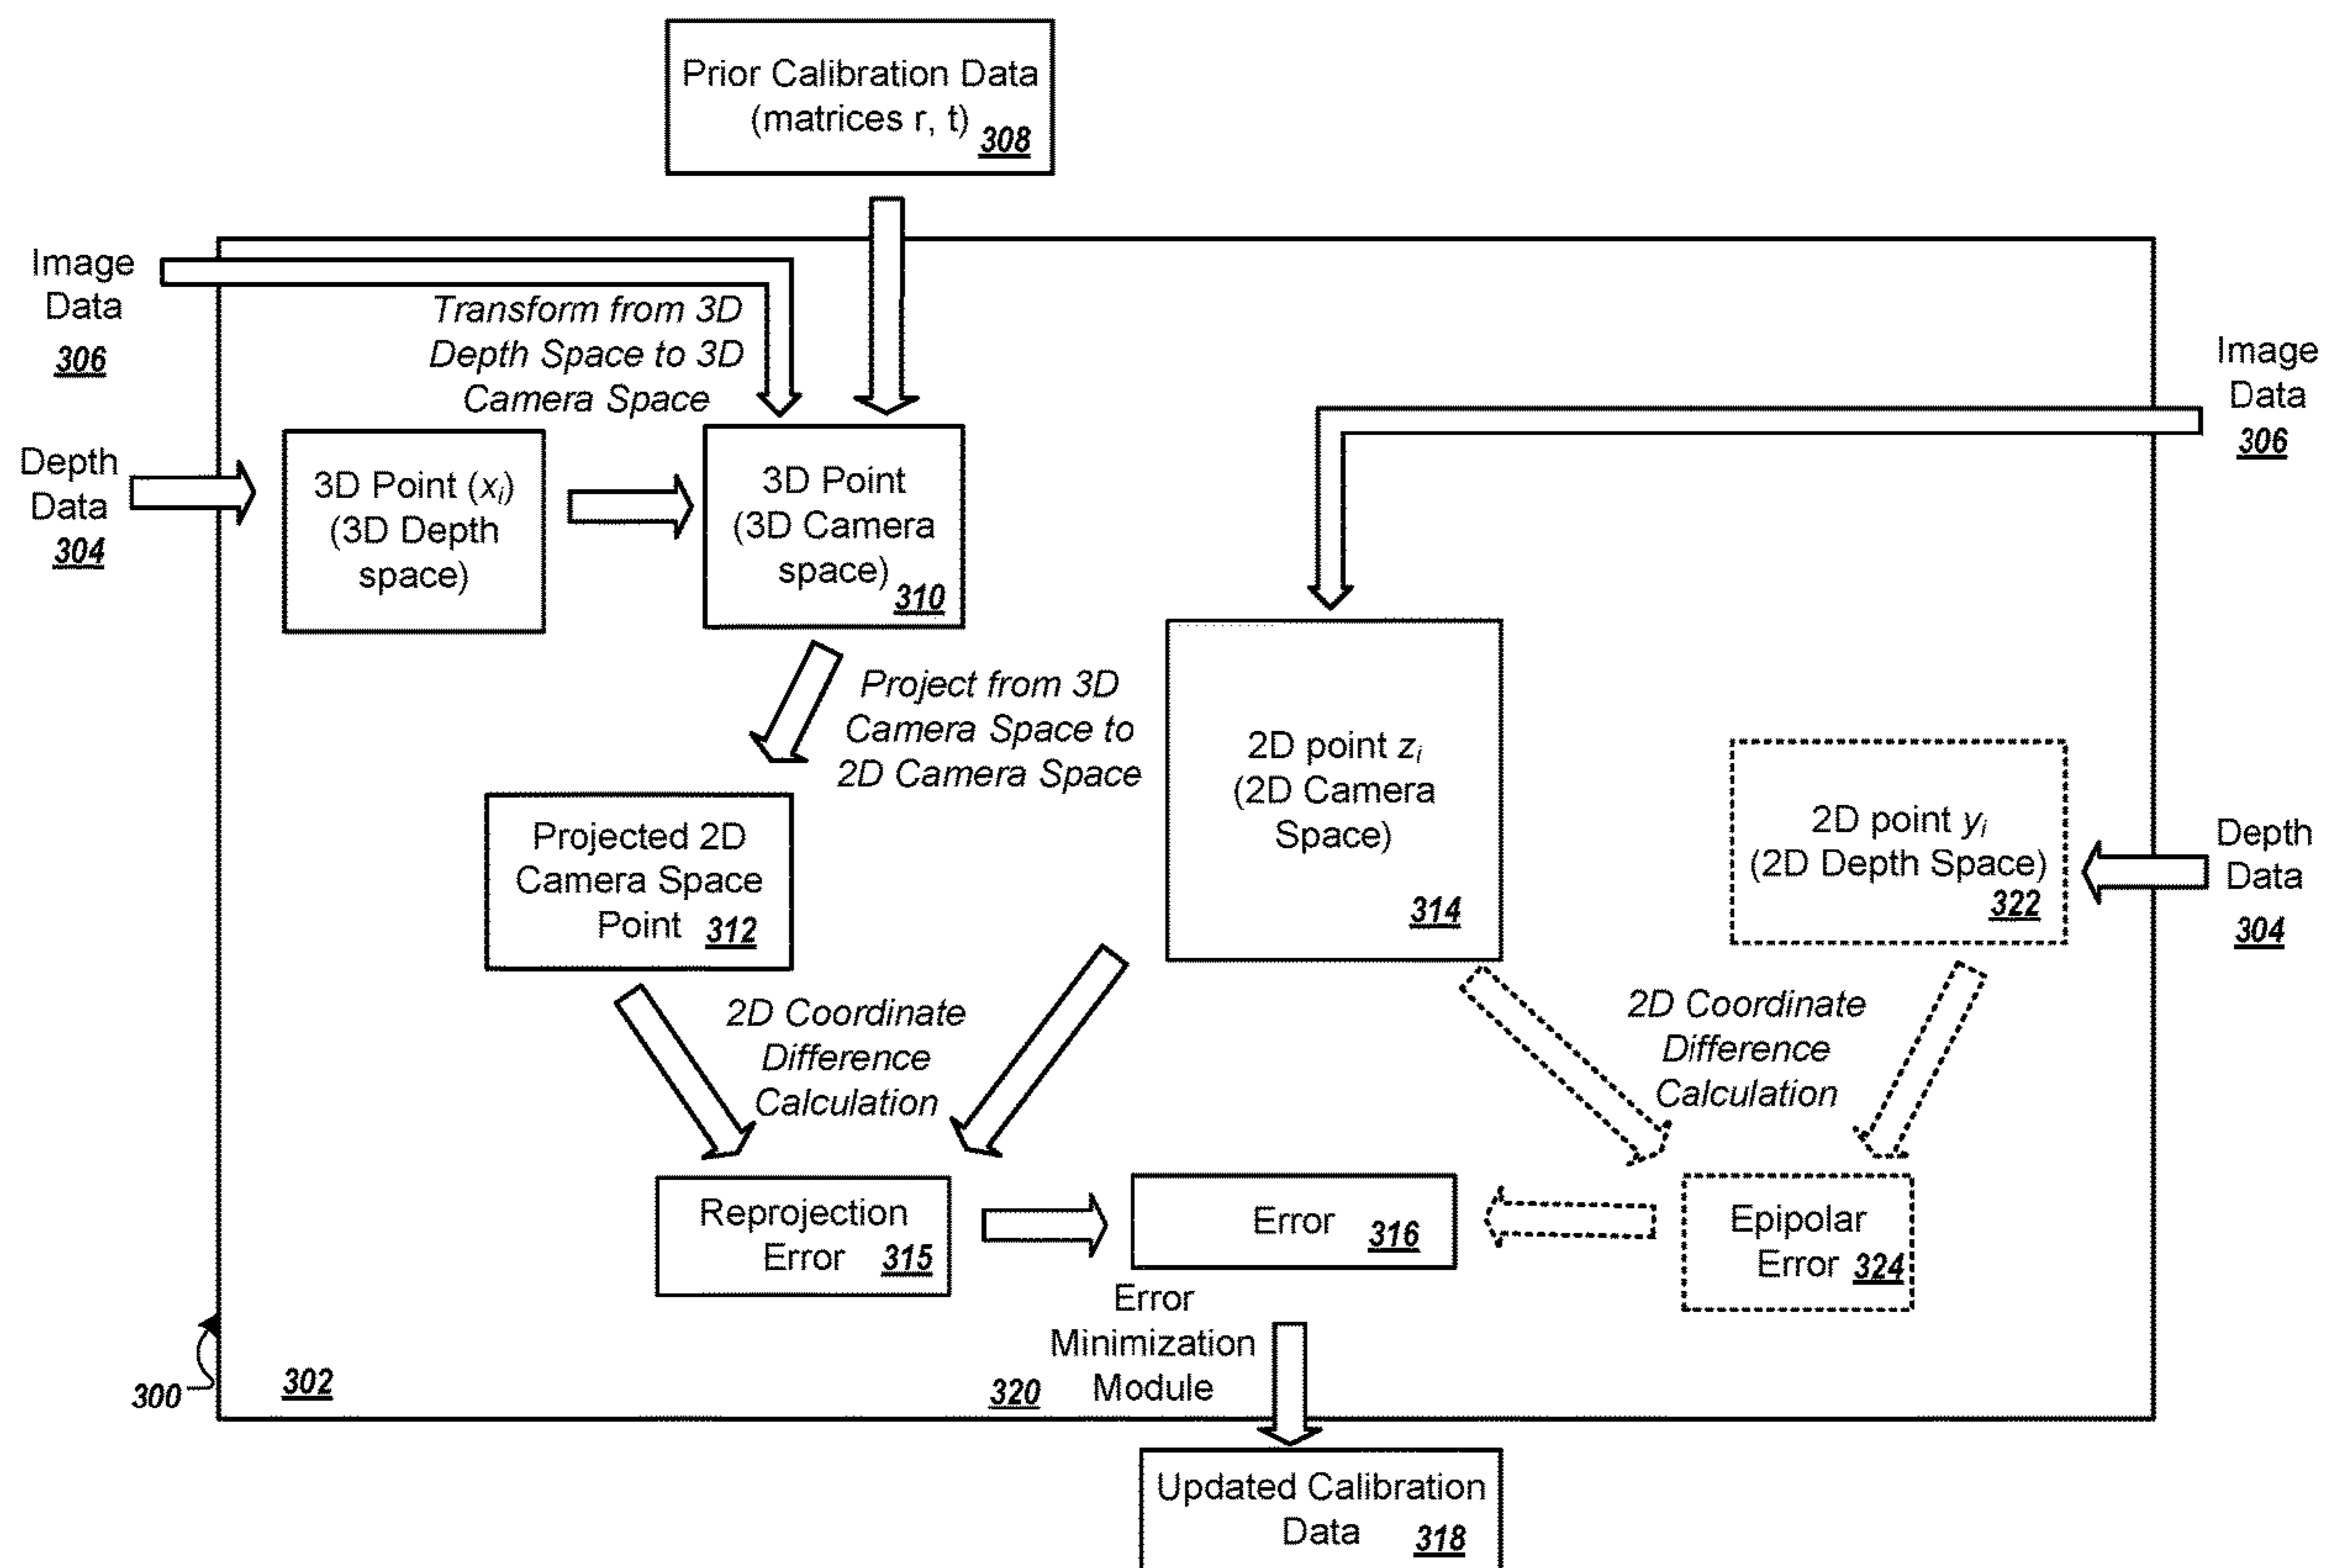 Prior Calibration Data
(matrices r, t) 308
Image
Data
306
Transform from 3D
Depth Space to 3D
Camera Space
Image
Data
306
Depth
Data
304
3D Point (xi)
(3D Depth
space)
3D Point
(3D Camera
space) 310
Project from 3D
Camera Space to
2D Camera Space
2D point zi
(2D Camera
Space)
314
2D point yi
(2D Depth Space)
322
Depth
Data
304
Projected 2D
Camera Space
Point 312
2D Coordinate
Difference
Calculation
2D Coordinate
Difference
Calculation
Reprojection
Error 315
Error 316
Epipolar
Error 324
Error
Minimization
320 Module
300
302
Updated Calibration
Data 318